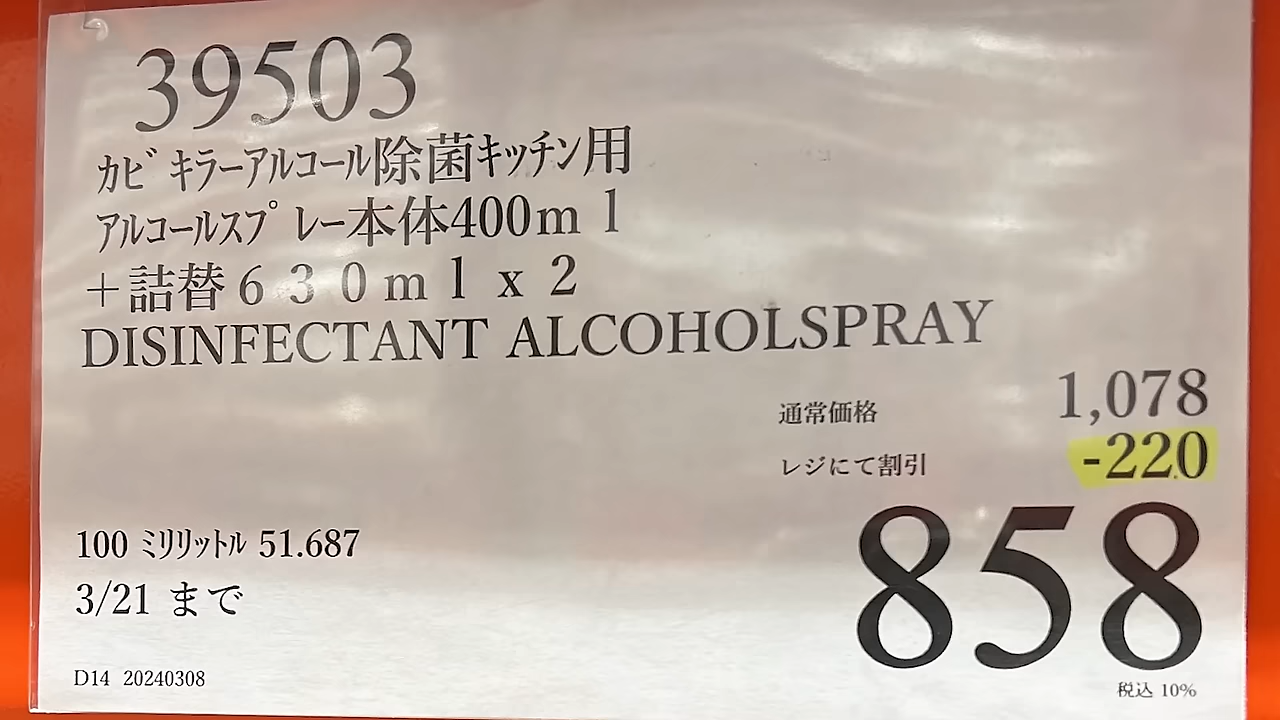 39503
ｶﾋﾞ ｷﾗｰｱﾙｺｰﾙ除菌ｷｯﾁﾝ用
ｱﾙｺｰﾙｽﾌﾟﾚｰ本体400mｌ
＋詰替６３０ｍｌｘ２
DISINFECTANT ALCOHOLSPRAY
通常価格 1,078
レジにて割引 -220
858
税込 10%
100 ﾐﾘﾘｯﾄﾙ 51.687
3/21 まで
D14 20240308